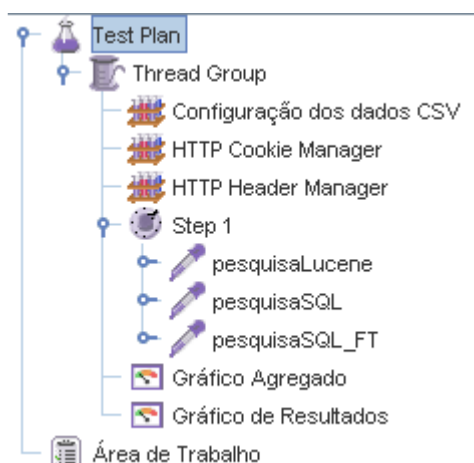 Test Plan
Thread Group
Configuração dos dados CSV
HTTP Cookie Manager
HTTP Header Manager
Step 1
pesquisaLucene
pesquisaSQL
pesquisaSQL_FT
Gráfico Agregado
Gráfico de Resultados
Área de Trabalho